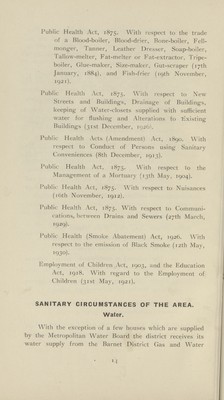 Public Health Act, 1875. With respect to the trade
of a Blood-boiler, Blood-drier, Bone-boiler, Fell-
monger, Tanner, Leather Dresser, Soap-boiler,
Tallow-melter, Fat-melter or Fat-extractor, Tripe-
boiler, Glue-maker, Size-maker, Gut-scraper (17th
January, 1884), and Fish-frier (19th November,
1921).
Public Health Act, 1875. With respect to New
Streets and Buildings, Drainage of Buildings,
keeping of Water-closets supplied with sufficient
water for flushing and Alterations to Existing
Buildings (31st December, 1926).
Public Health Acts (Amendment) Act, 1890. With
respect to Conduct of Persons using Sanitary
Conveniences (8th December, 1913).
Public Health Act, 1875. With respect to the
Management of a Mortuary (13th May, 1904).
Public Health Act, 1875. With respect to Nuisances
(10th November, 1912).
Public Health Act, 1875. With respect to Communi-
cations, between Drains and Sewers (27th March,
1929).
Public Health (Smoke Abatement) Act, 1926. With
respect to the emission of Black Smoke (12th May,
1930).
Employment of Children Act, 1903, and the Education
Act, 1918. With regard to the Employment of
Children (31st May, 1921).
SANITARY CIRCUMSTANCES OF THE AREA.
Water.
With the exception of a few houses which are supplied
by the Metropolitan Water Board the district receives its
water supply from the Barnet District Gas and Water
13